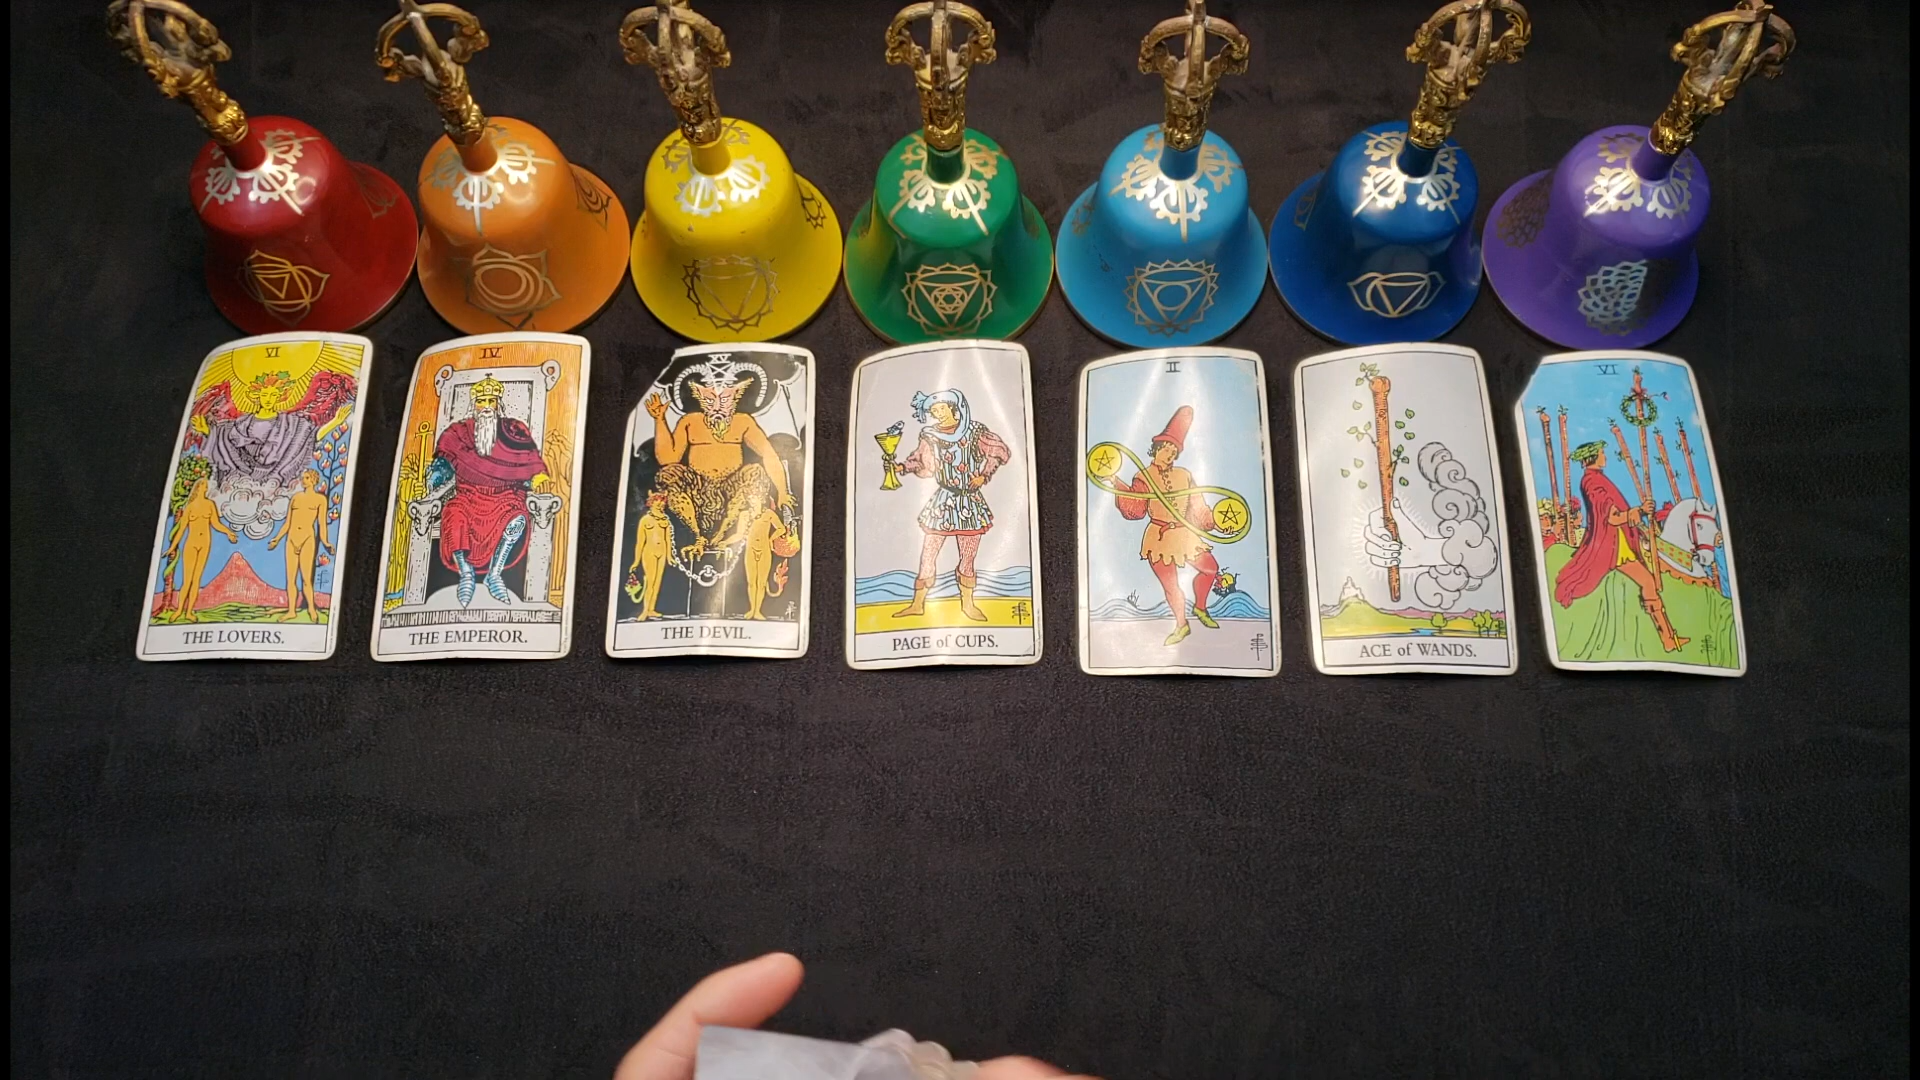 VI
IV
XV
II
VI
THE LOVERS.
THE EMPEROR.
THE DEVIL.
PAGE of CUPS.
ACE of WANDS.